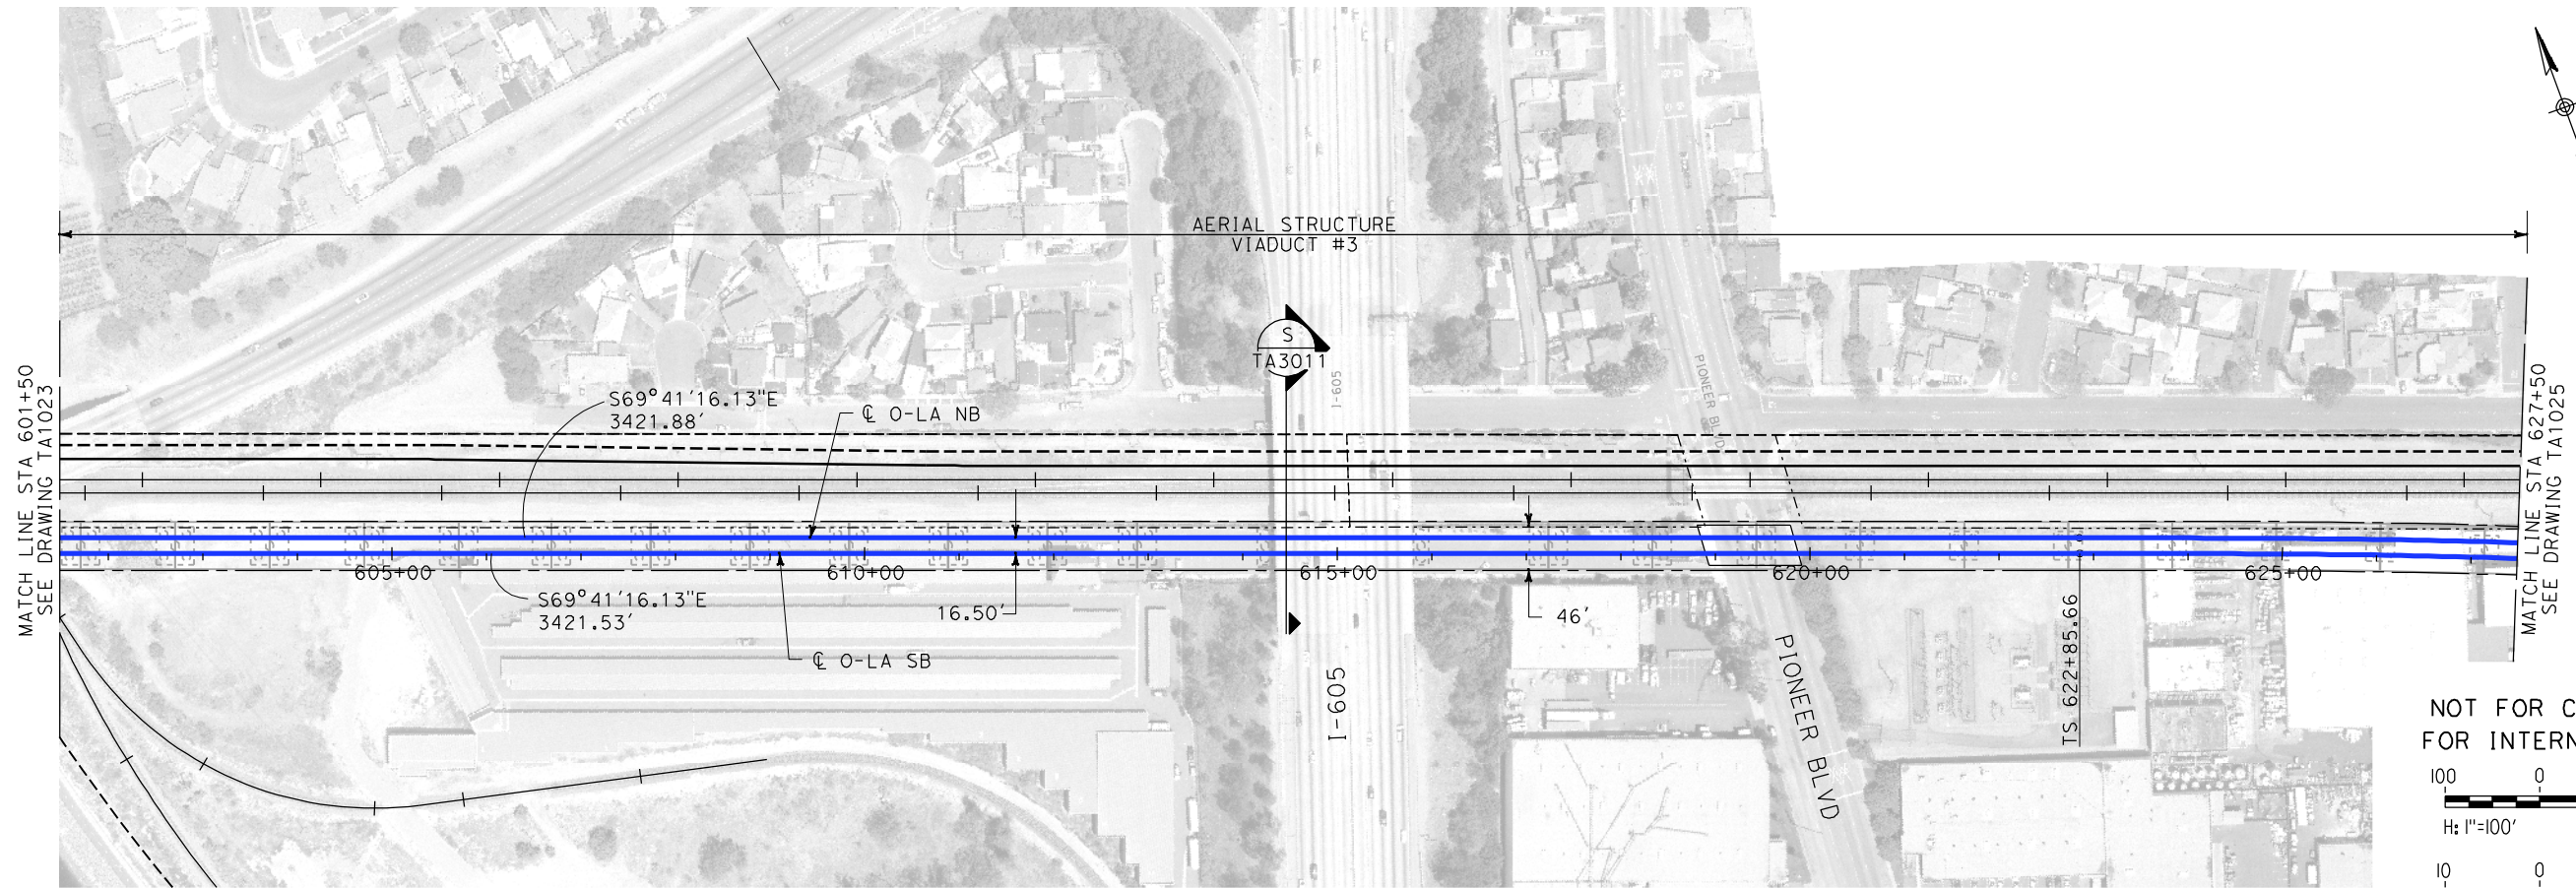 AERIAL STRUCTURE
VIADUCT #3
S
TA3011
I-605
PIONEER BLVD
MATCH LINE STA 601+50
SEE DRAWING TA1023
S69°41'16.13"E
3421.88'
℄ O-LA NB
MATCH LINE STA 627+50
SEE DRAWING TA1025
605+00
610+00
615+00
620+00
625+00
S69°41'16.13"E
3421.53'
16.50'
46'
℄ O-LA SB
I-605
PIONEER BLVD
TS 622+85.66
NOT FOR C
FOR INTERN
100 0
H: 1"=100'
10 0